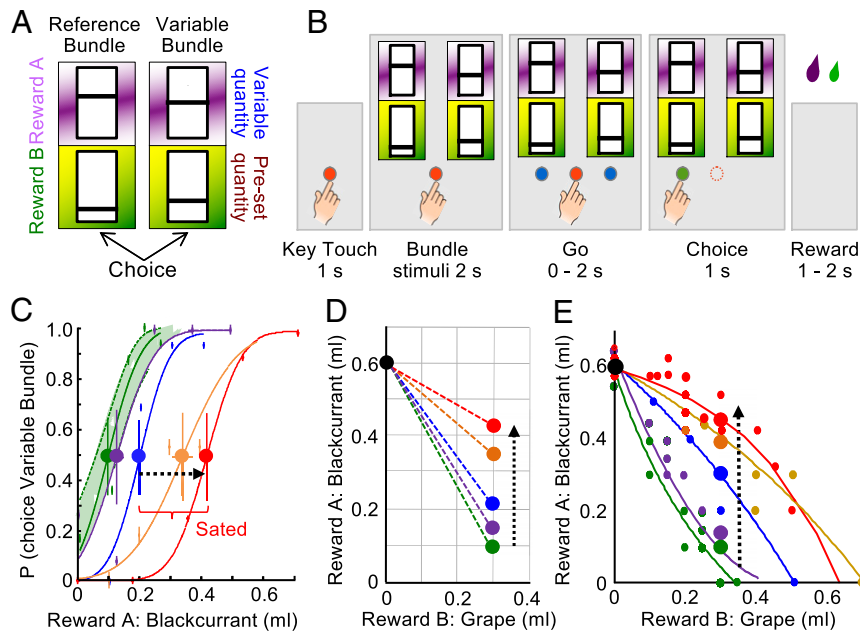 A
Reference Bundle
Variable Bundle
Reward A
Reward B
Variable quantity
Pre-set quantity
Choice
B
Key Touch
1 s
Bundle
stimuli 2 s
Go
0 - 2 s
Choice
1 s
Reward
1 - 2 s
C
P (choice Variable Bundle)
1.0
0.8
0.6
0.4
0.2
0
Sated
0
0.2
0.4
0.6
Reward A: Blackcurrant (ml)
D
Reward A: Blackcurrant (ml)
0.6
0.4
0.2
0
0
0.2
0.4
Reward B: Grape (ml)
E
Reward A: Blackcurrant (ml)
0.6
0.4
0.2
0
0
0.2
0.4
0.6
Reward B: Grape (ml)